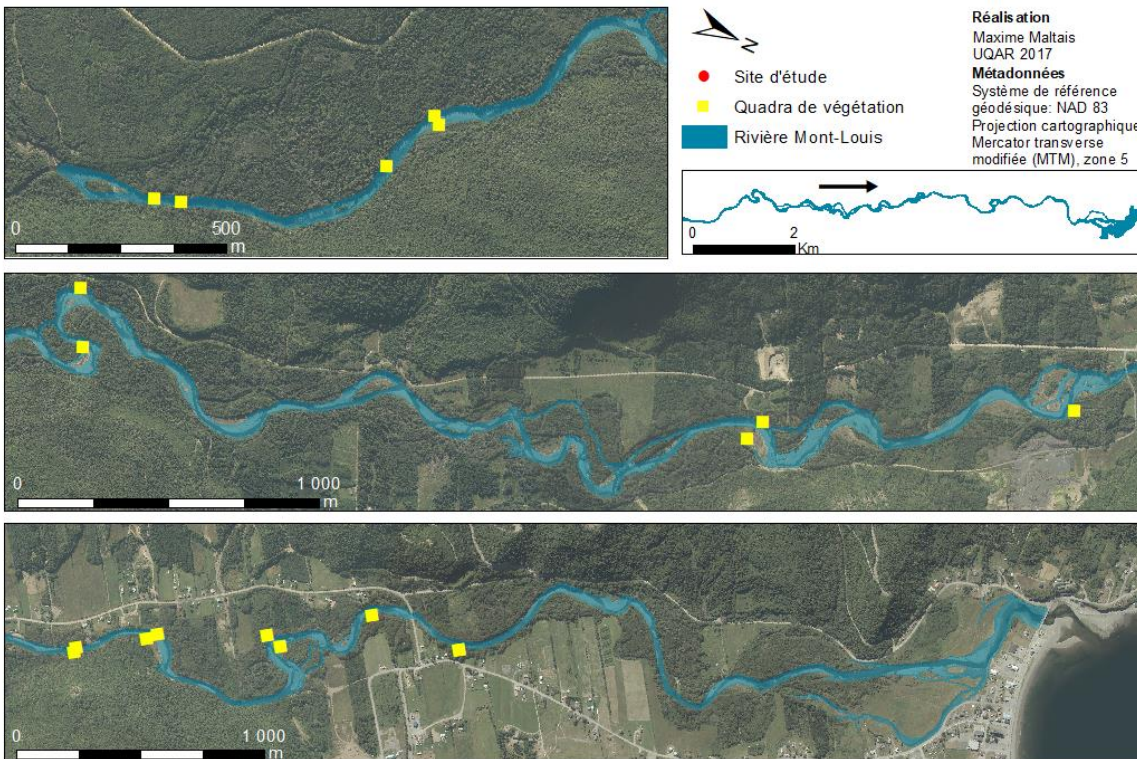 Réalisation
Maxime Maltais
UQAR 2017
Métadonnées
Système de référence
géodésique: NAD 83
Projection cartographique
Mercator transverse
modifiée (MTM), zone 5
N
Site d'étude
Quadra de végétation
Rivière Mont-Louis
0 2
Km
0 500
m
0 1 000
m
0 1 000
m